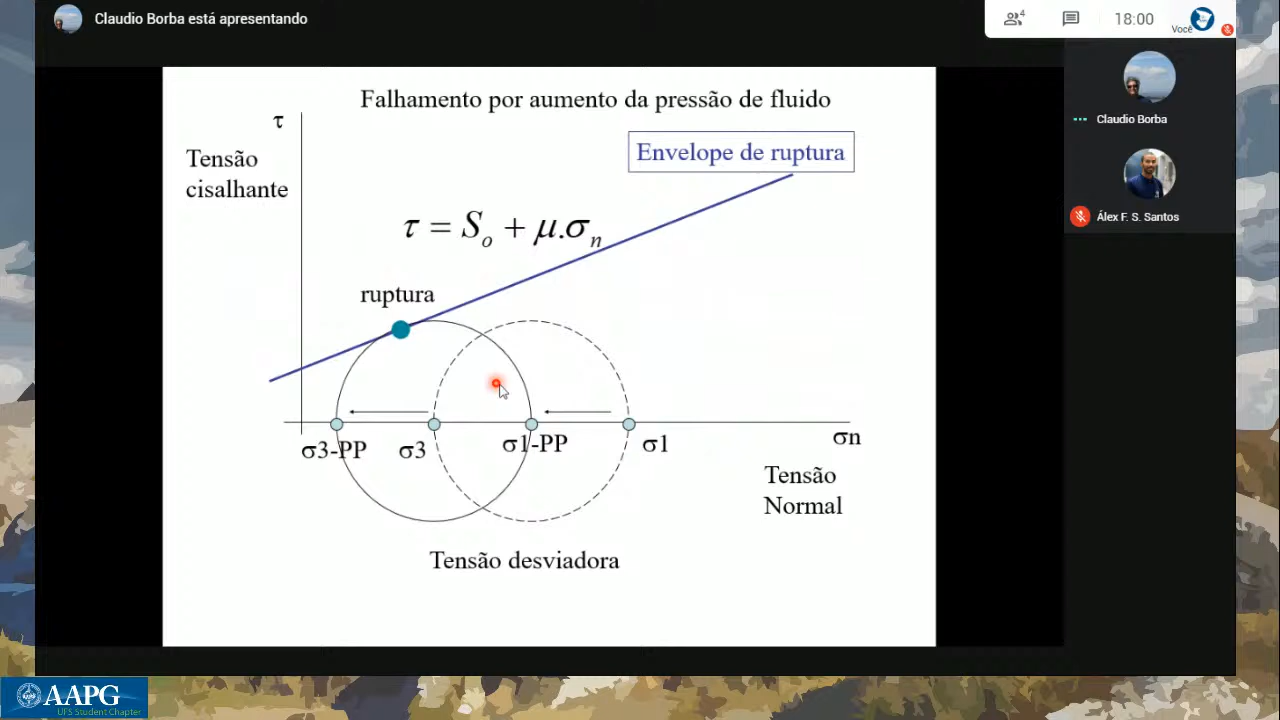 Claudio Borba está apresentando
4
18:00
Você
Claudio Borba
Álex F. S. Santos
Falhamento por aumento da pressão de fluido
τ
Tensão
cisalhante
Envelope de ruptura
τ = So + μ.σn
ruptura
σ3-PP
σ3
σ1-PP
σ1
σn
Tensão
Normal
Tensão desviadora
AAPG
UFS Student Chapter